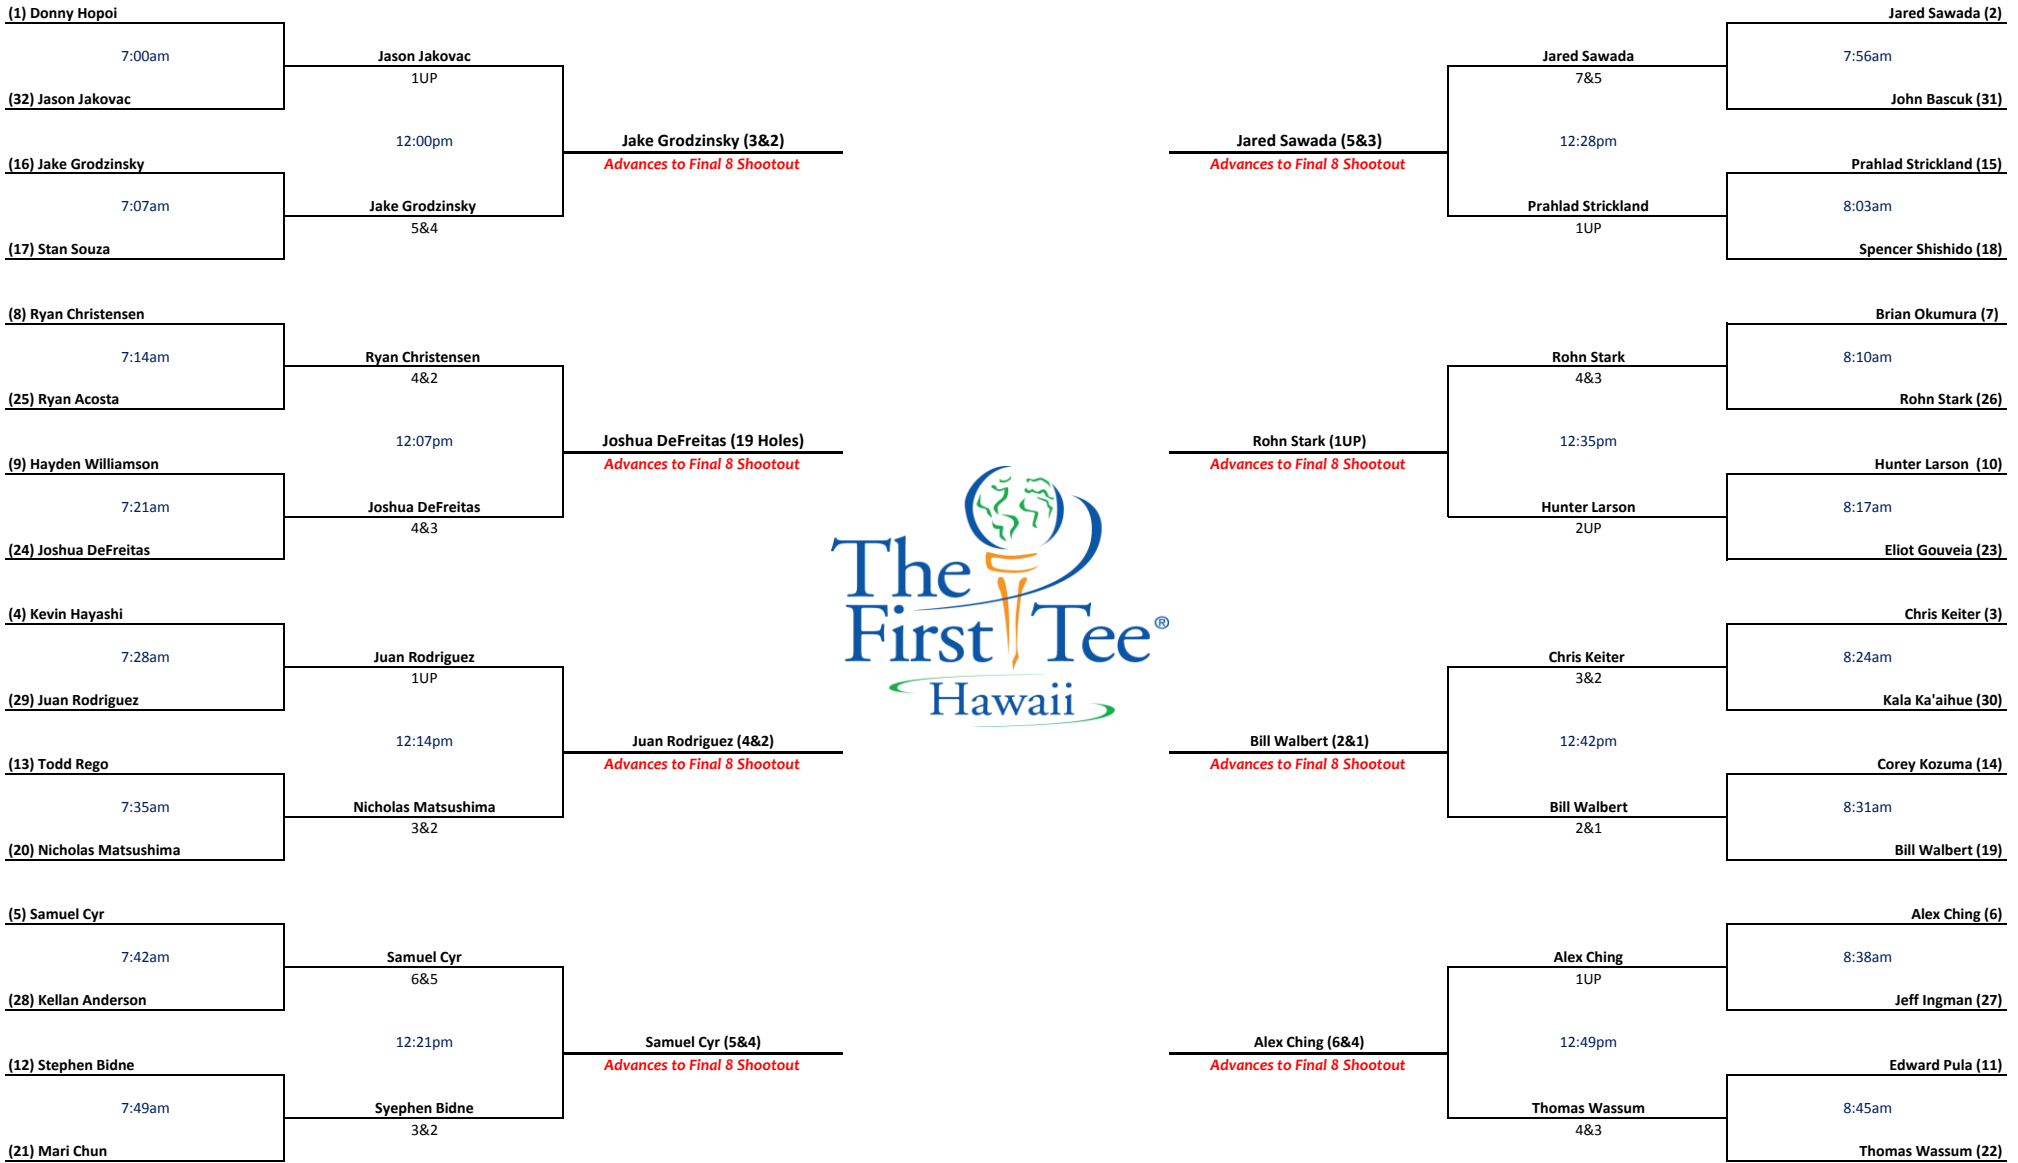 (1) Donny Hopoi
7:00am
(32) Jason Jakovac
Jason Jakovac
1UP
12:00pm
(16) Jake Grodzinsky
7:07am
(17) Stan Souza
Jake Grodzinsky
5&4
Jake Grodzinsky (3&2)
Advances to Final 8 Shootout
(8) Ryan Christensen
7:14am
(25) Ryan Acosta
Ryan Christensen
4&2
12:07pm
(9) Hayden Williamson
7:21am
(24) Joshua DeFreitas
Joshua DeFreitas
4&3
Joshua DeFreitas (19 Holes)
Advances to Final 8 Shootout
(4) Kevin Hayashi
7:28am
(29) Juan Rodriguez
Juan Rodriguez
1UP
12:14pm
(13) Todd Rego
7:35am
(20) Nicholas Matsushima
Nicholas Matsushima
3&2
Juan Rodriguez (4&2)
Advances to Final 8 Shootout
(5) Samuel Cyr
7:42am
(28) Kellan Anderson
Samuel Cyr
6&5
12:21pm
(12) Stephen Bidne
7:49am
(21) Mari Chun
Syephen Bidne
3&2
Samuel Cyr (5&4)
Advances to Final 8 Shootout
The
First Tee®
Hawaii
Jared Sawada (2)
7:56am
John Bascuk (31)
Jared Sawada
7&5
12:28pm
Prahlad Strickland (15)
8:03am
Spencer Shishido (18)
Prahlad Strickland
1UP
Jared Sawada (5&3)
Advances to Final 8 Shootout
Brian Okumura (7)
8:10am
Rohn Stark (26)
Rohn Stark
4&3
12:35pm
Hunter Larson (10)
8:17am
Eliot Gouveia (23)
Hunter Larson
2UP
Rohn Stark (1UP)
Advances to Final 8 Shootout
Chris Keiter (3)
8:24am
Kala Ka'aihue (30)
Chris Keiter
3&2
12:42pm
Corey Kozuma (14)
8:31am
Bill Walbert (19)
Bill Walbert
2&1
Bill Walbert (2&1)
Advances to Final 8 Shootout
Alex Ching (6)
8:38am
Jeff Ingman (27)
Alex Ching
1UP
12:49pm
Edward Pula (11)
8:45am
Thomas Wassum (22)
Thomas Wassum
4&3
Alex Ching (6&4)
Advances to Final 8 Shootout